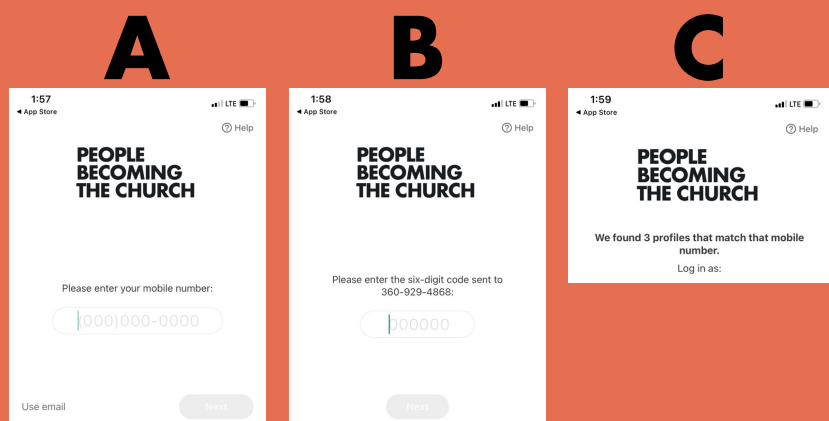 A
1:57
LTE
◀ App Store
? Help
PEOPLE
BECOMING
THE CHURCH
Please enter your mobile number:
(000)000-0000
Use email
Next
B
1:58
LTE
◀ App Store
? Help
PEOPLE
BECOMING
THE CHURCH
Please enter the six-digit code sent to
360-929-4868:
000000
Next
C
1:59
LTE
◀ App Store
? Help
PEOPLE
BECOMING
THE CHURCH
We found 3 profiles that match that mobile
number.
Log in as: